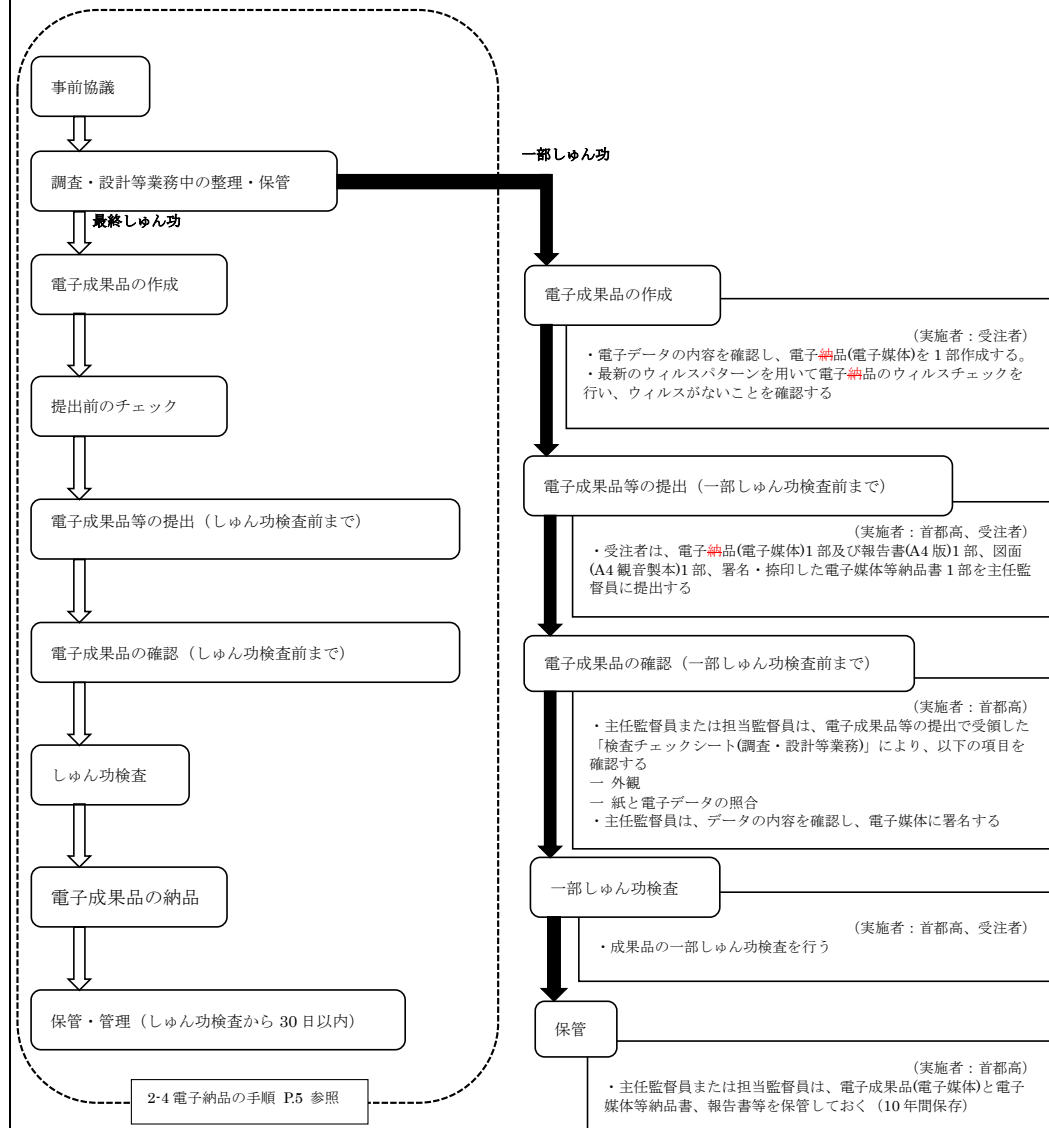 事前協議
調査・設計等業務中の整理・保管
最終しゅん功
電子成果品の作成
提出前のチェック
電子成果品等の提出（しゅん功検査前まで）
電子成果品の確認（しゅん功検査前まで）
しゅん功検査
電子成果品の納品
保管・管理（しゅん功検査から 30 日以内）
2-4 電子納品の手順 P.5 参照
一部しゅん功
電子成果品の作成
（実施者：受注者）
・電子データの内容を確認し、電子納品(電子媒体)を 1 部作成する。
・最新のウィルスパターンを用いて電子納品のウィルスチェックを
行い、ウィルスがないことを確認する
電子成果品等の提出（一部しゅん功検査前まで）
（実施者：首都高、受注者）
・受注者は、電子納品(電子媒体)1 部及び報告書(A4 版)1 部、図面
(A4 観音製本)1 部、署名・捺印した電子媒体等納品書 1 部を主任監
督員に提出する
電子成果品の確認（一部しゅん功検査前まで）
（実施者：首都高）
・主任監督員または担当監督員は、電子成果品等の提出で受領した
「検査チェックシート(調査・設計等業務)」により、以下の項目を
確認する
一 外観
一 紙と電子データの照合
・主任監督員は、データの内容を確認し、電子媒体に署名する
一部しゅん功検査
（実施者：首都高、受注者）
・成果品の一部しゅん功検査を行う
保管
（実施者：首都高）
・主任監督員または担当監督員は、電子成果品(電子媒体)と電子
媒体等納品書、報告書等を保管しておく（10 年間保存）